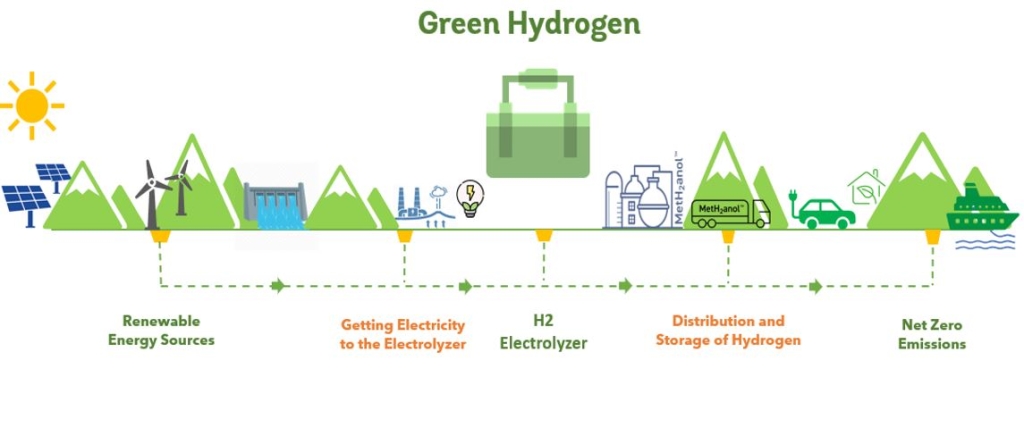 Green Hydrogen
MetH₂anol™
MetH₂anol™
Renewable
Energy Sources
Getting Electricity
to the Electrolyzer
H2
Electrolyzer
Distribution and
Storage of Hydrogen
Net Zero
Emissions